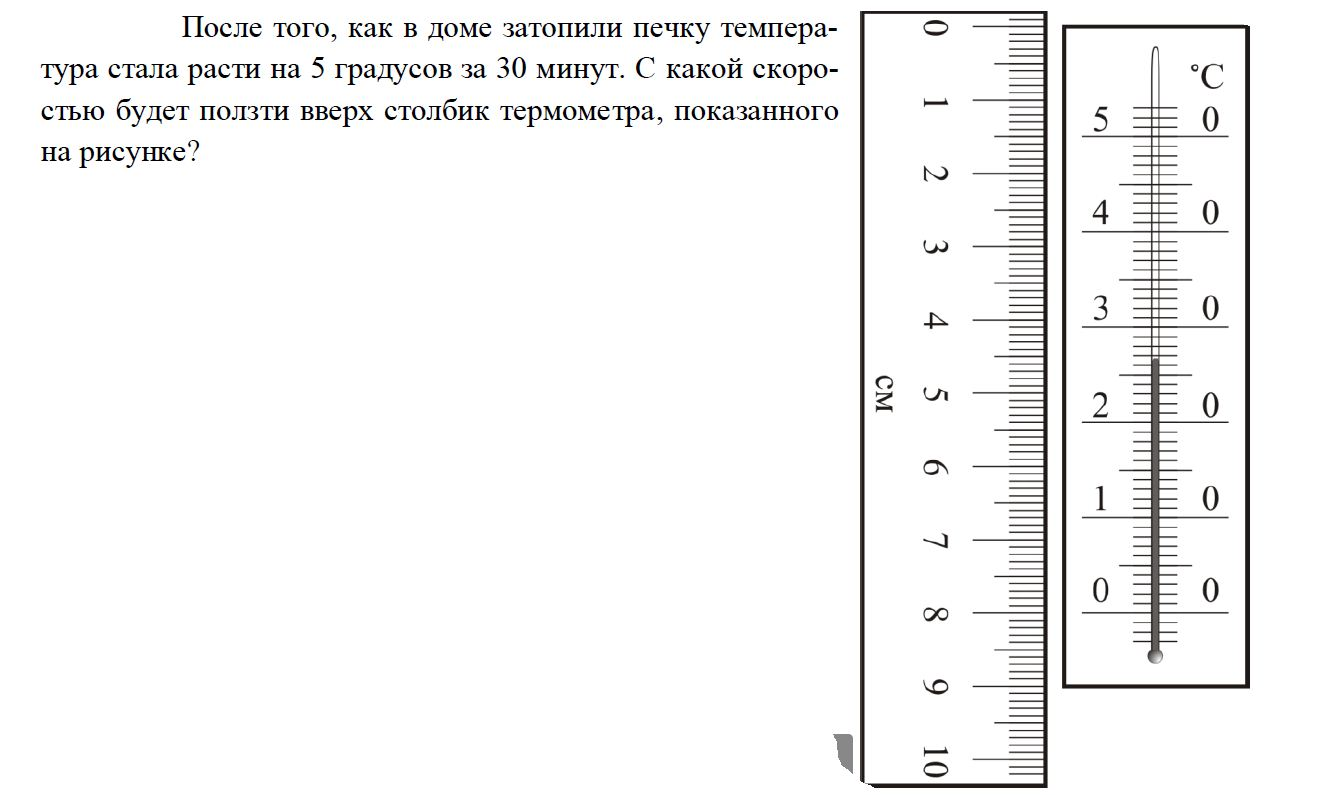 После того, как в доме затопили печку темпера-
тура стала расти на 5 градусов за 30 минут. С какой скоро-
стью будет ползти вверх столбик термометра, показанного
на рисунке?
0
1
2
3
4
5
6
7
8
9
10
см
°C
5 0
4 0
3 0
2 0
1 0
0 0